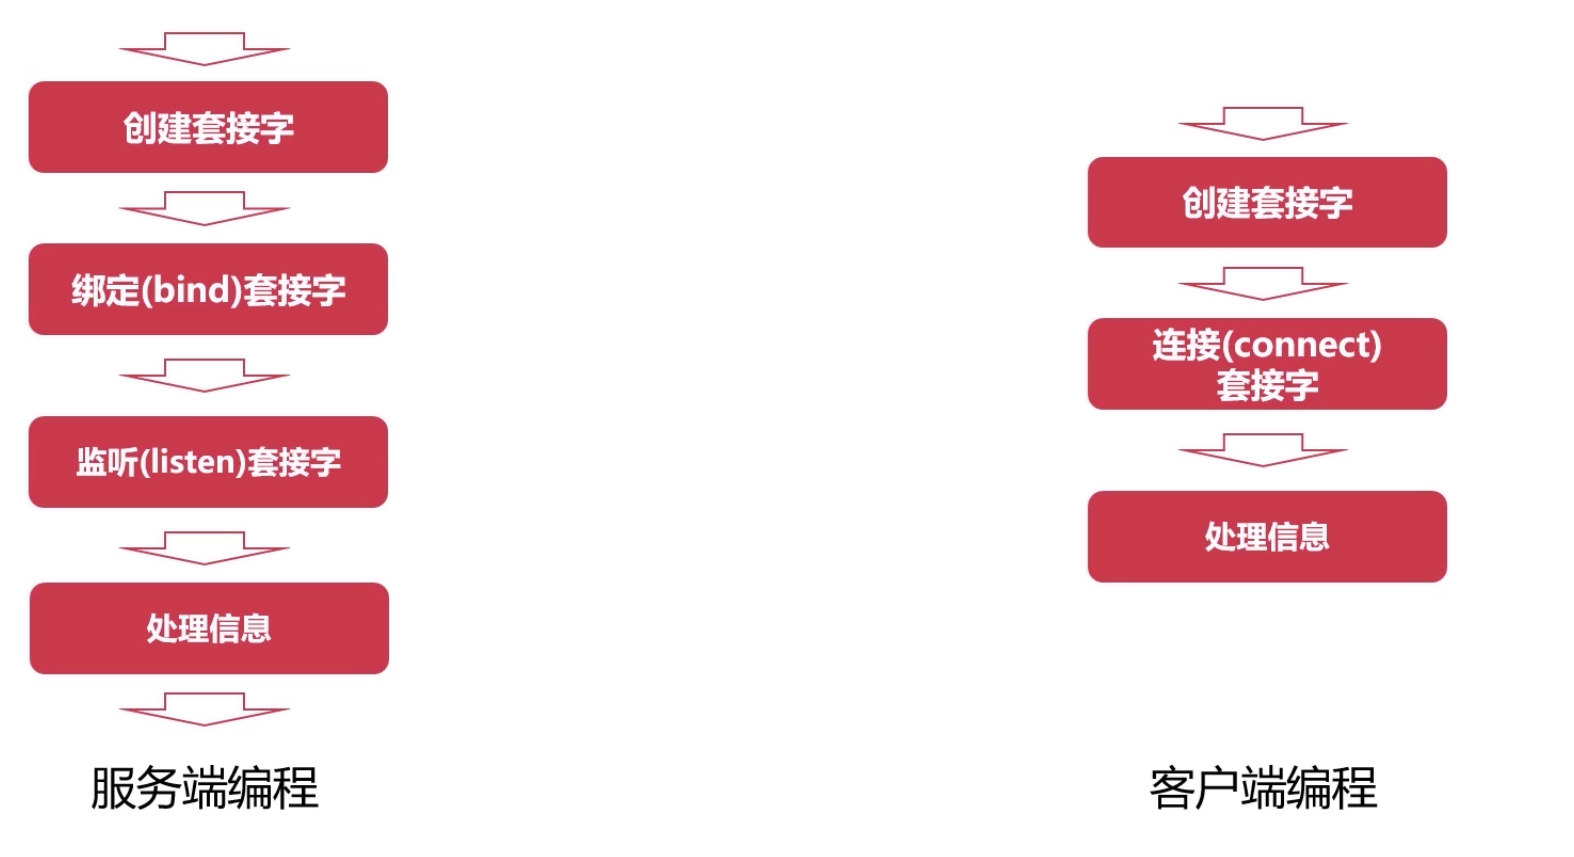 创建套接字
绑定(bind)套接字
监听(listen)套接字
处理信息
服务端编程
创建套接字
连接(connect)
套接字
处理信息
客户端编程